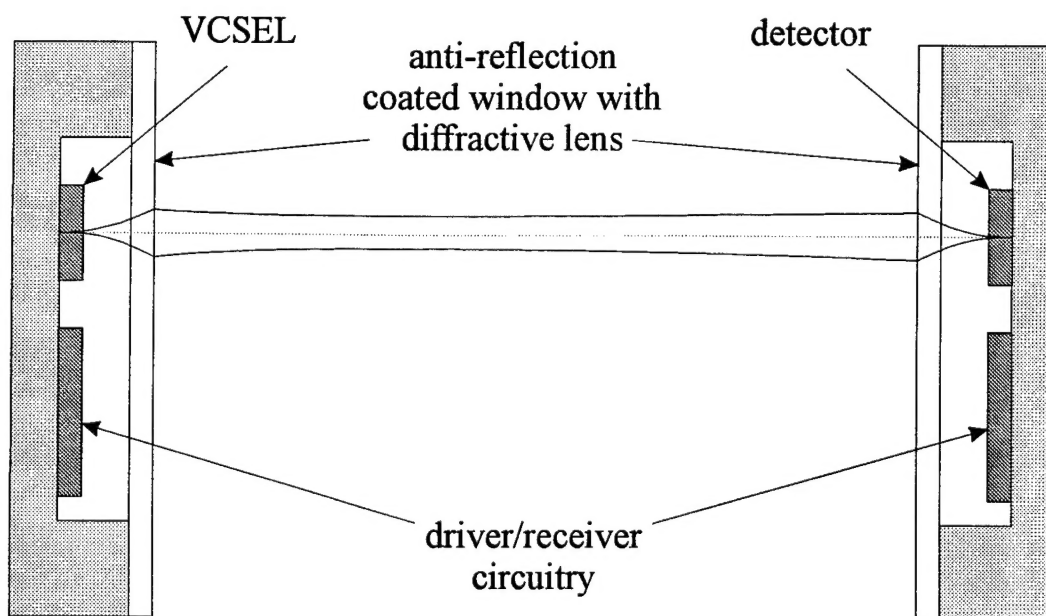 VCSEL
anti-reflection
coated window with
diffractive lens
detector
driver/receiver
circuitry